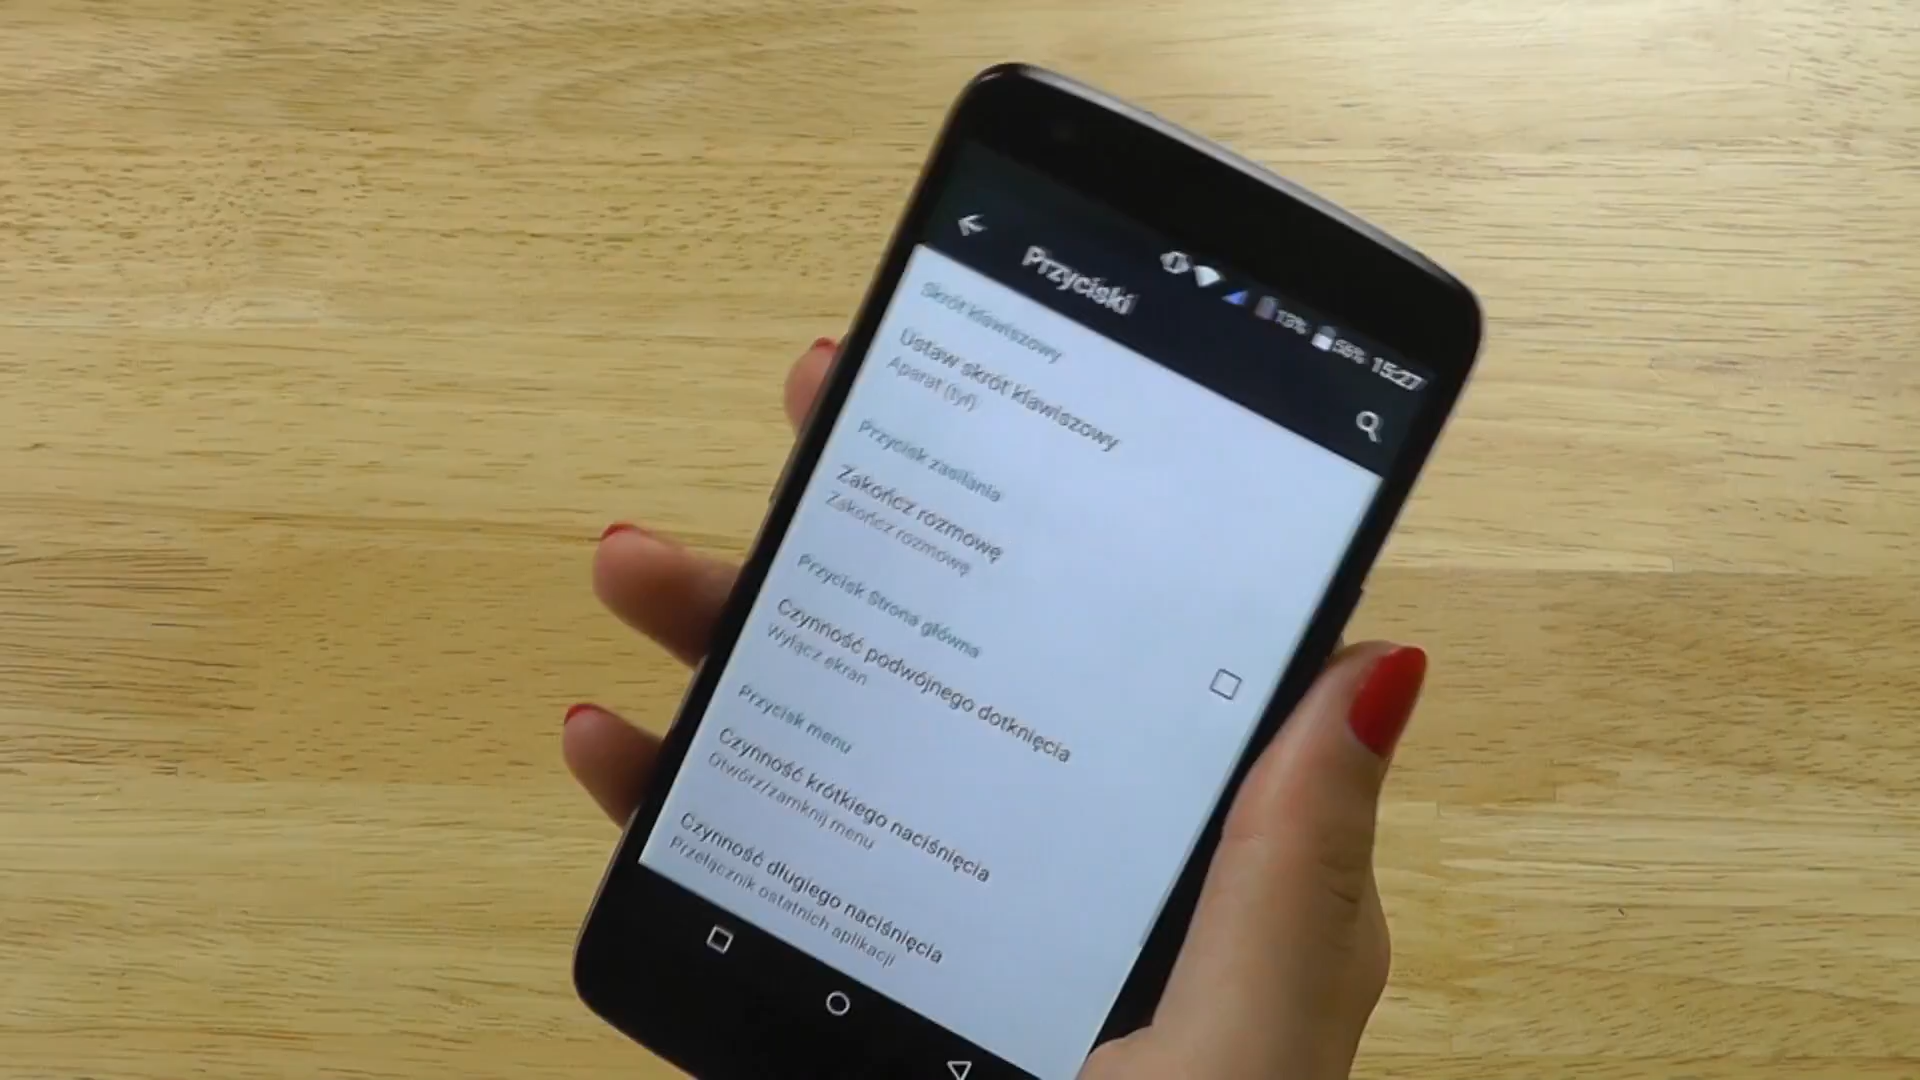 13% 56% 15:27
Przyciski
Skrót klawiszowy
Ustaw skrót klawiszowy
Aparat (tył)
Przycisk zasilania
Zakończ rozmowę
Zakończ rozmowę
Przycisk Strona główna
Czynność podwójnego dotknięcia
Wyłącz ekran
Przycisk menu
Czynność krótkiego naciśnięcia
Otwórz/zamknij menu
Czynność długiego naciśnięcia
Przełącznik ostatnich aplikacji